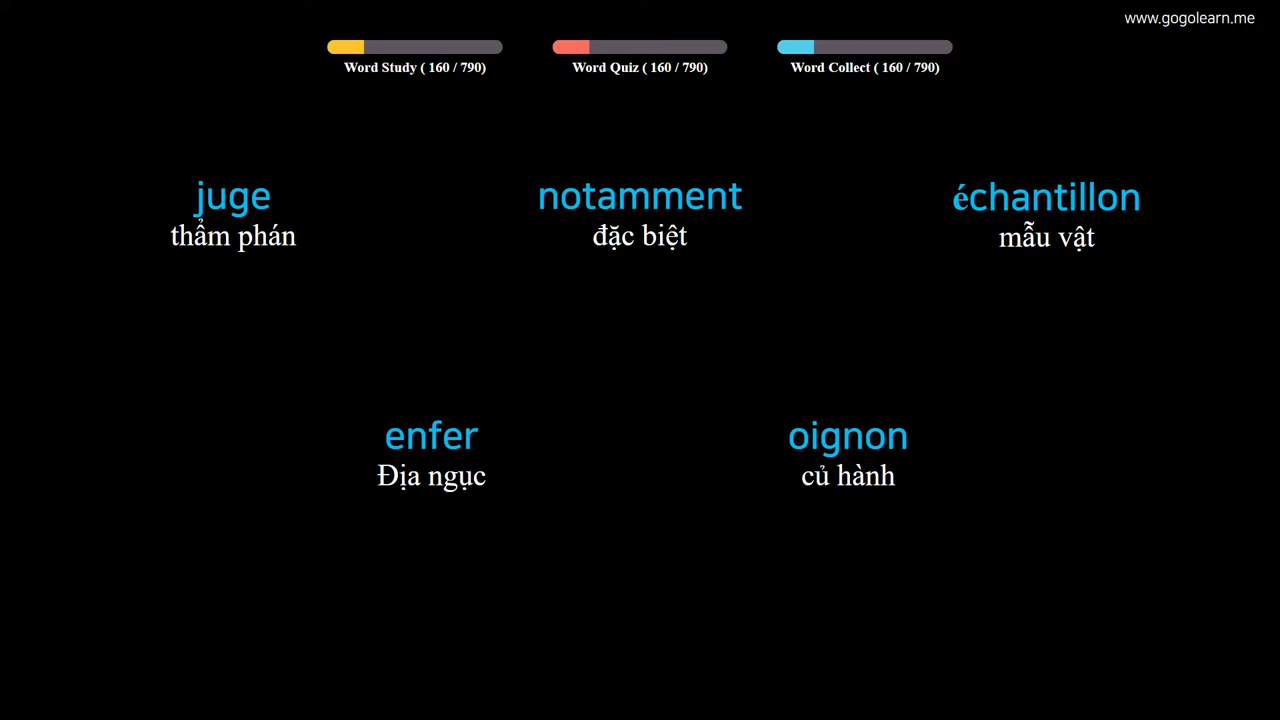 www.gogolearn.me
Word Study ( 160 / 790)
Word Quiz ( 160 / 790)
Word Collect ( 160 / 790)
juge
thẩm phán
notamment
đặc biệt
échantillon
mẫu vật
enfer
Địa ngục
oignon
củ hành